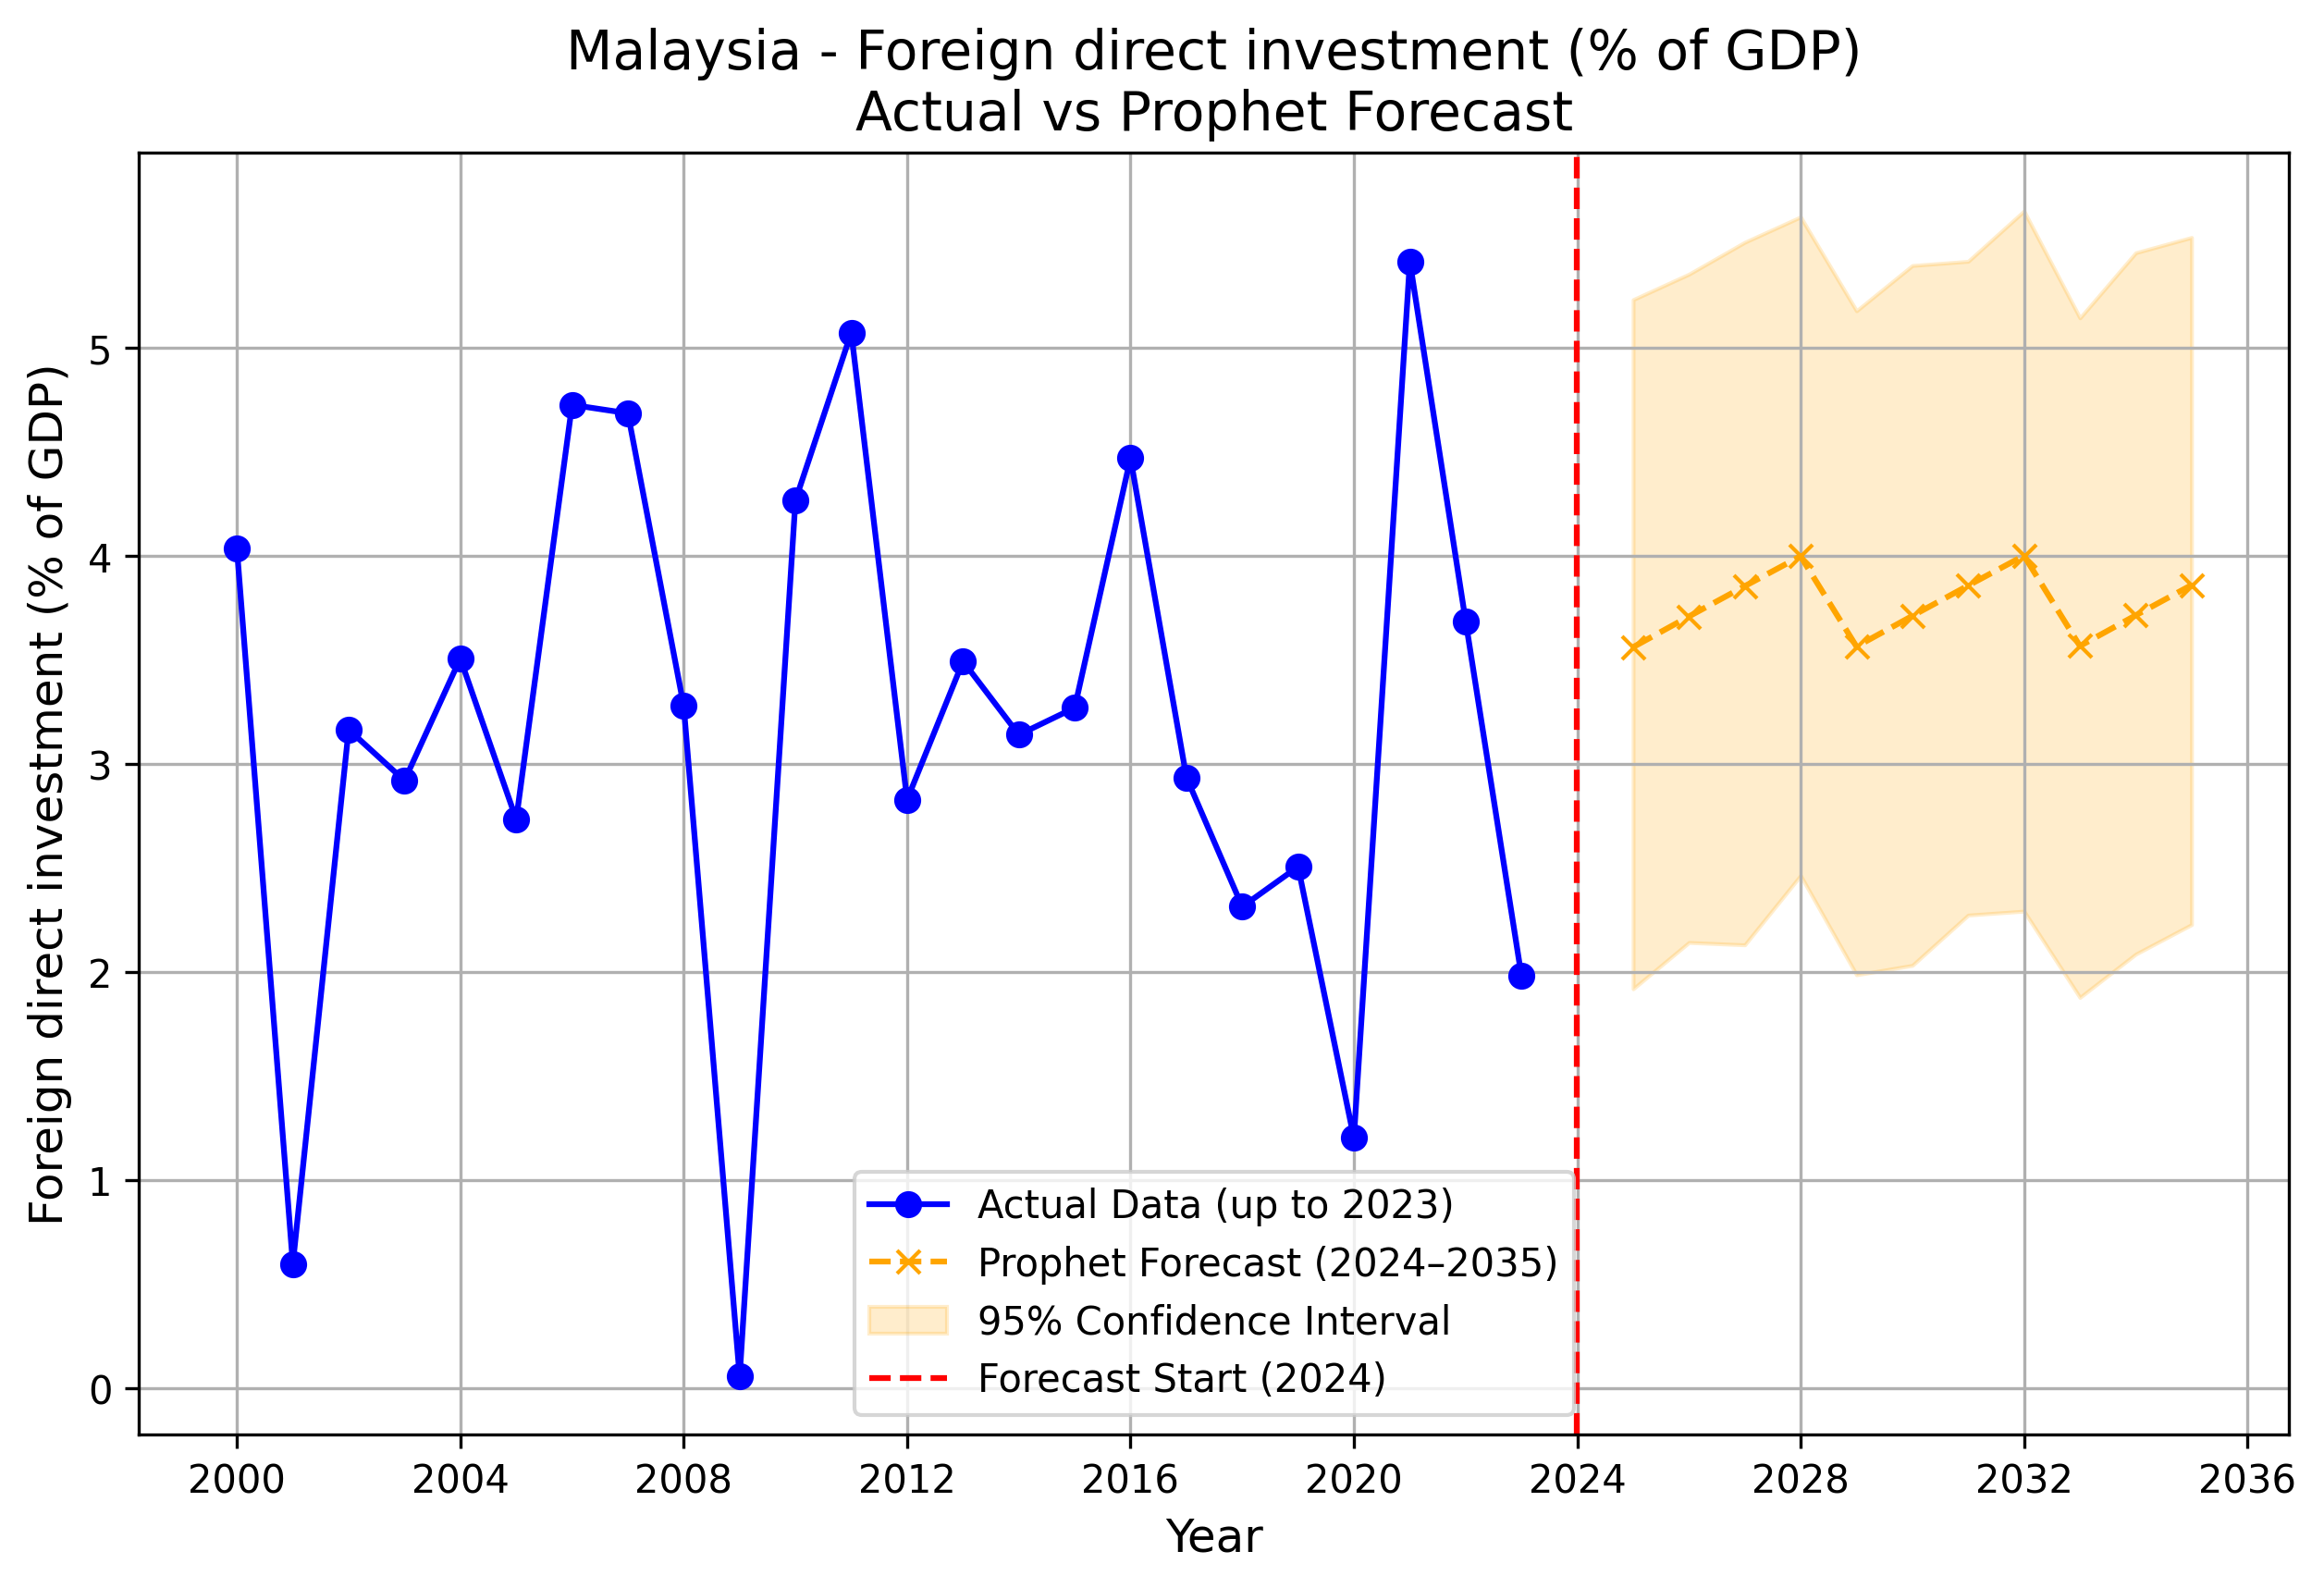 Malaysia - Foreign direct investment (% of GDP)
Actual vs Prophet Forecast
Foreign direct investment (% of GDP)
5
4
3
2
1
0
Actual Data (up to 2023)
Prophet Forecast (2024–2035)
95% Confidence Interval
Forecast Start (2024)
2000 2004 2008 2012 2016 2020 2024 2028 2032 2036
Year